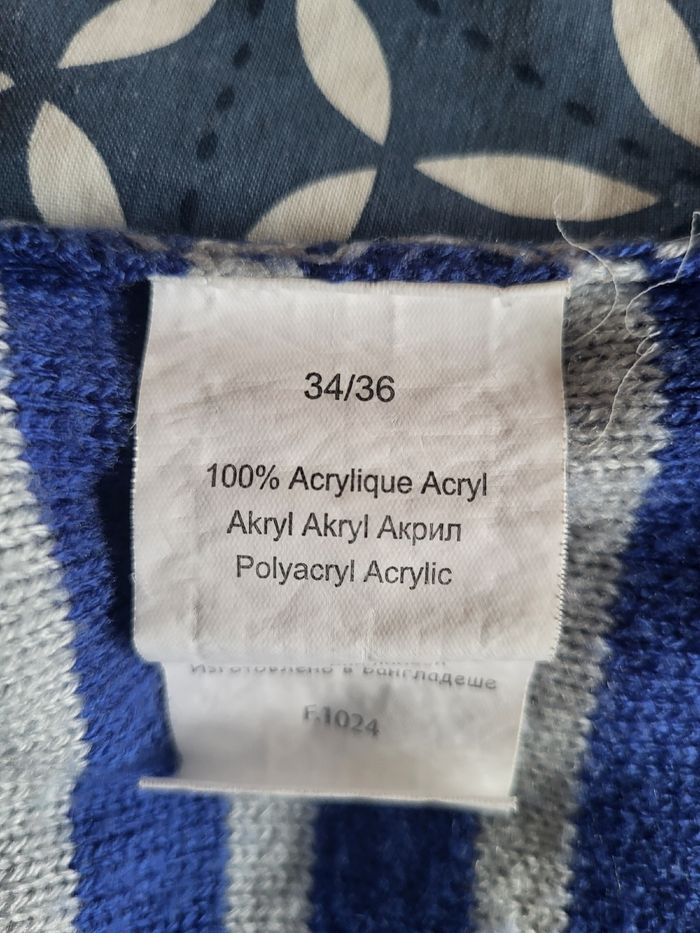 34/36
100% Acrylique Acryl
Akryl Akryl Акрил
Polyacryl Acrylic
Изготовлено в Бангладеше
F.1024